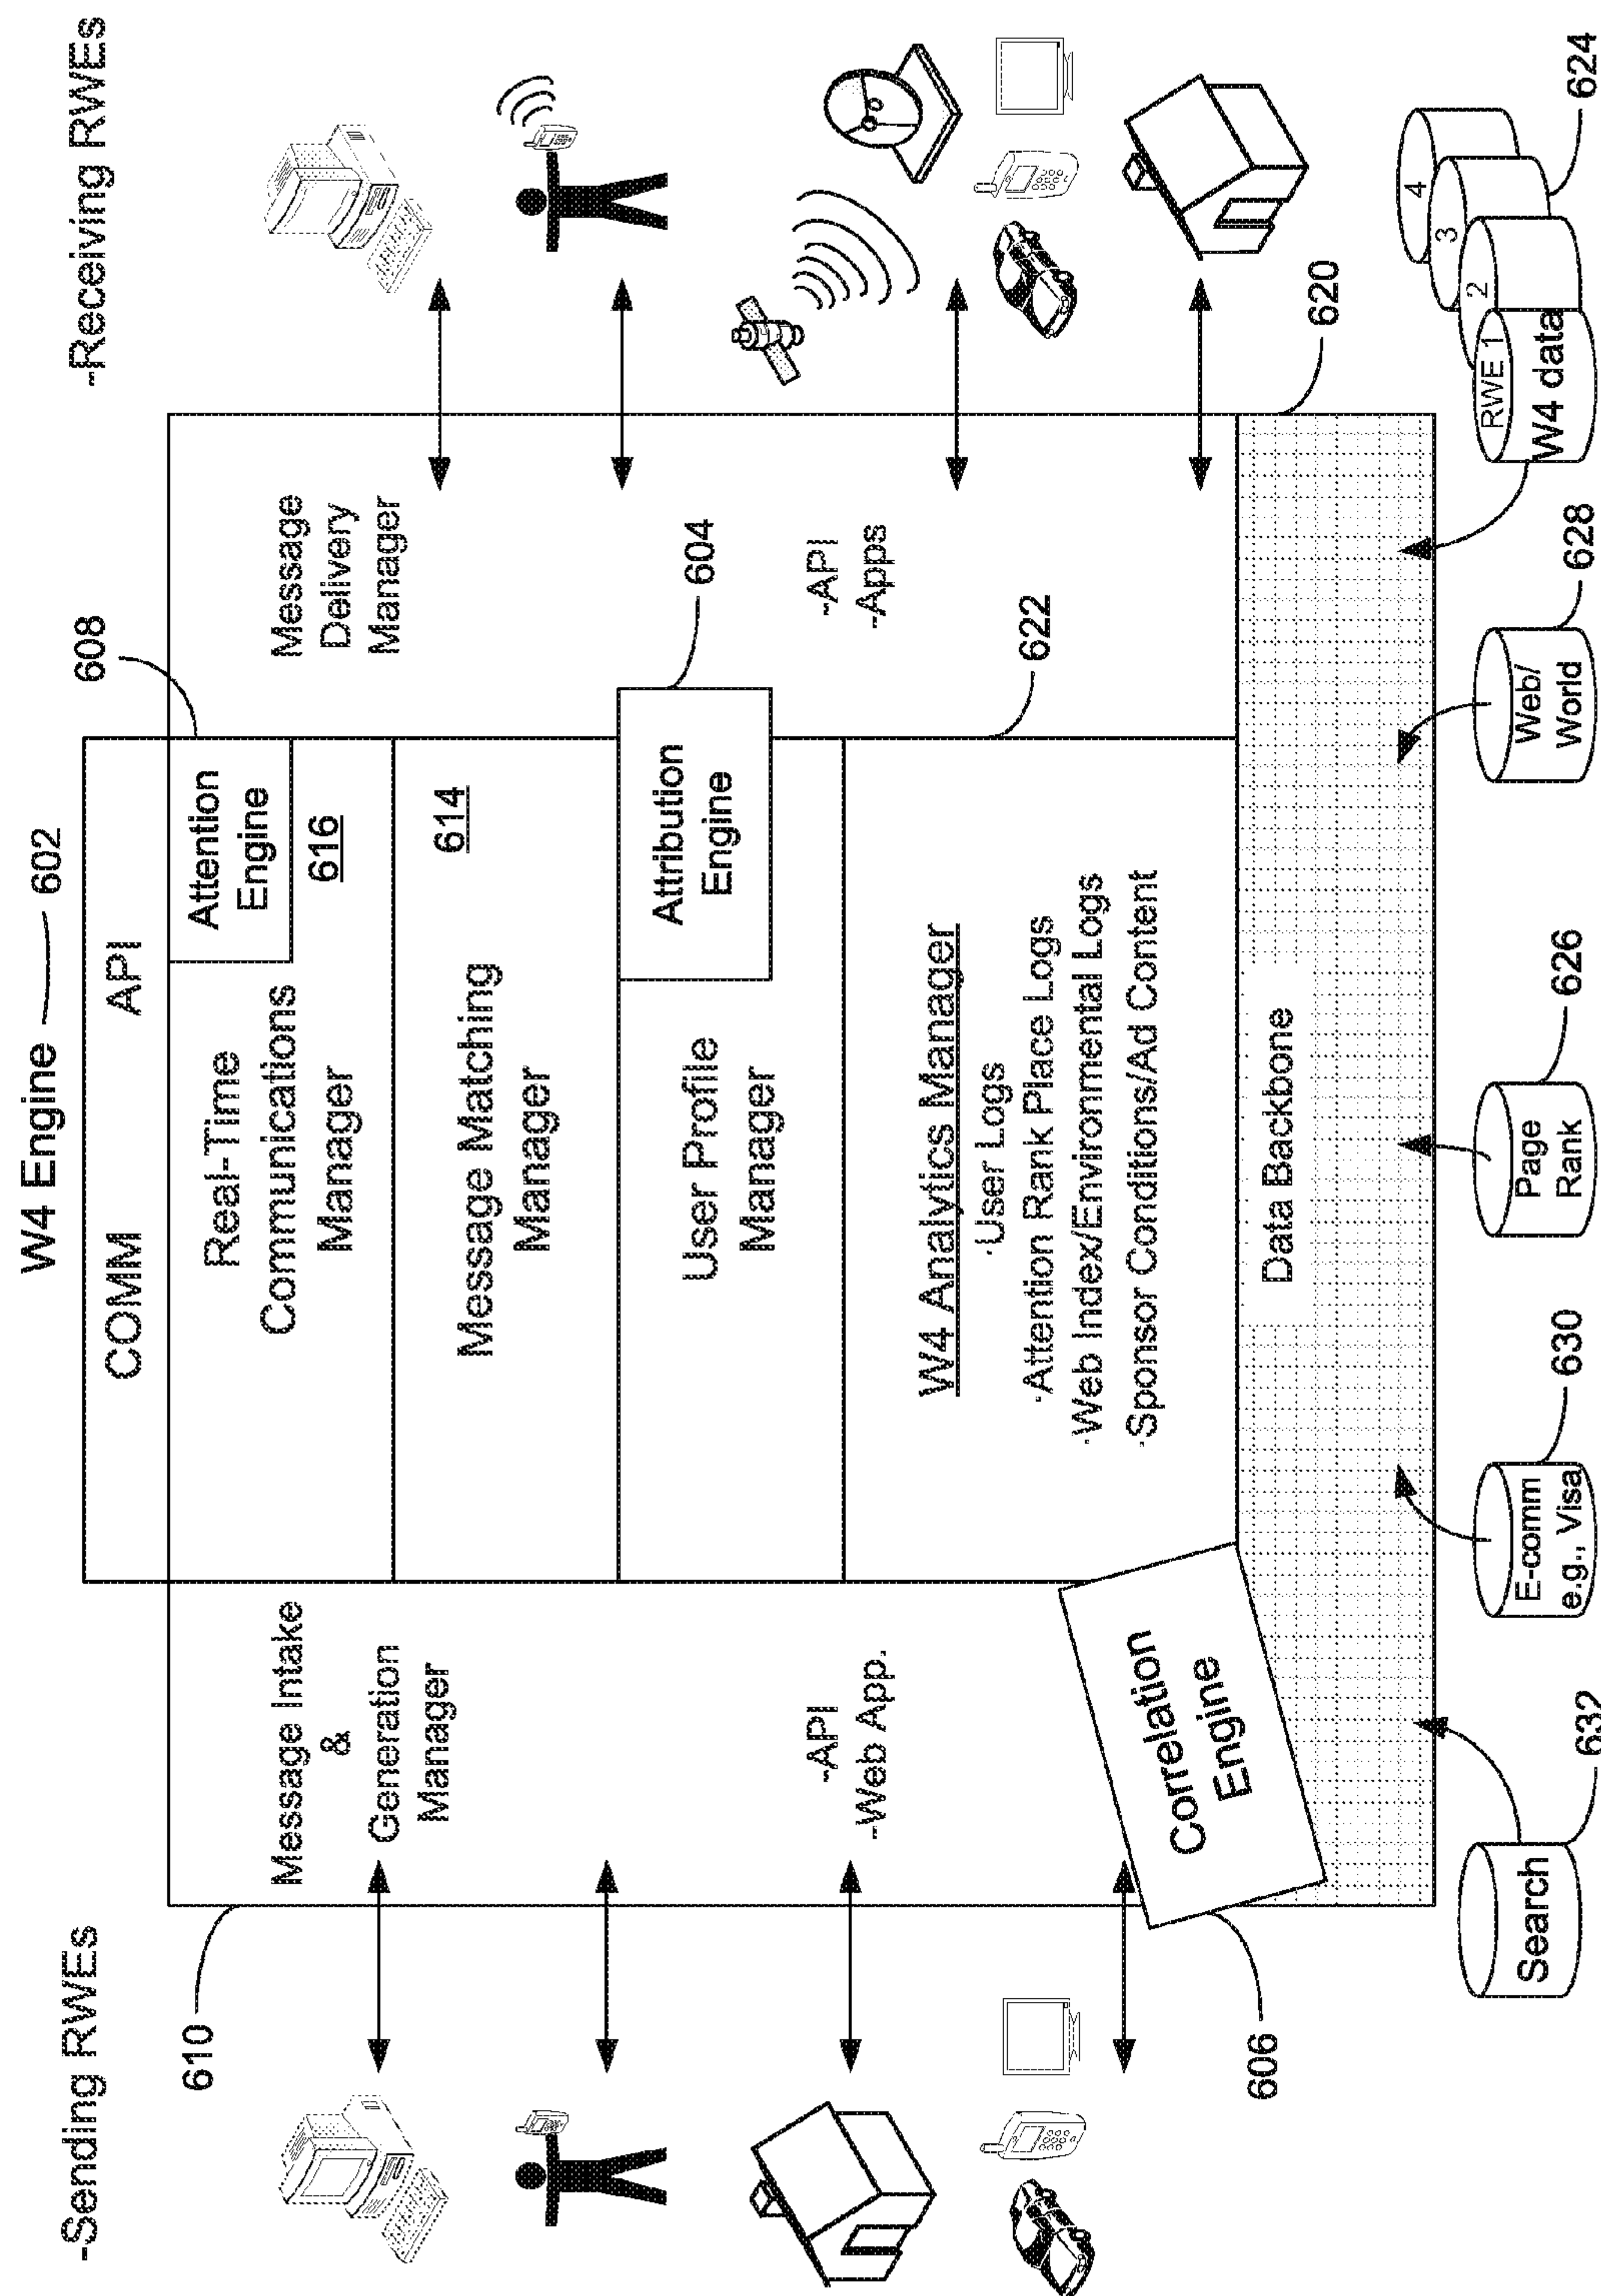 W4 Engine 602
-Sending RWEs
-Receiving RWEs
COMM API
608
610
Message Intake
&
Generation
Manager
-API
-Web App.
Real-Time
Communications
Manager
Attention
Engine
616
Message Matching
Manager
614
User Profile
Manager
Attribution
Engine
604
W4 Analytics Manager
·User Logs
·Attention Rank Place Logs
·Web Index/Environmental Logs
·Sponsor Conditions/Ad Content
622
Message
Delivery
Manager
-API
-Apps
Correlation
Engine
606
Data Backbone
620
Search
632
E-comm
e.g., Visa
630
Page
Rank
626
Web/
World
628
RWE 1
2
3
4
W4 data
624